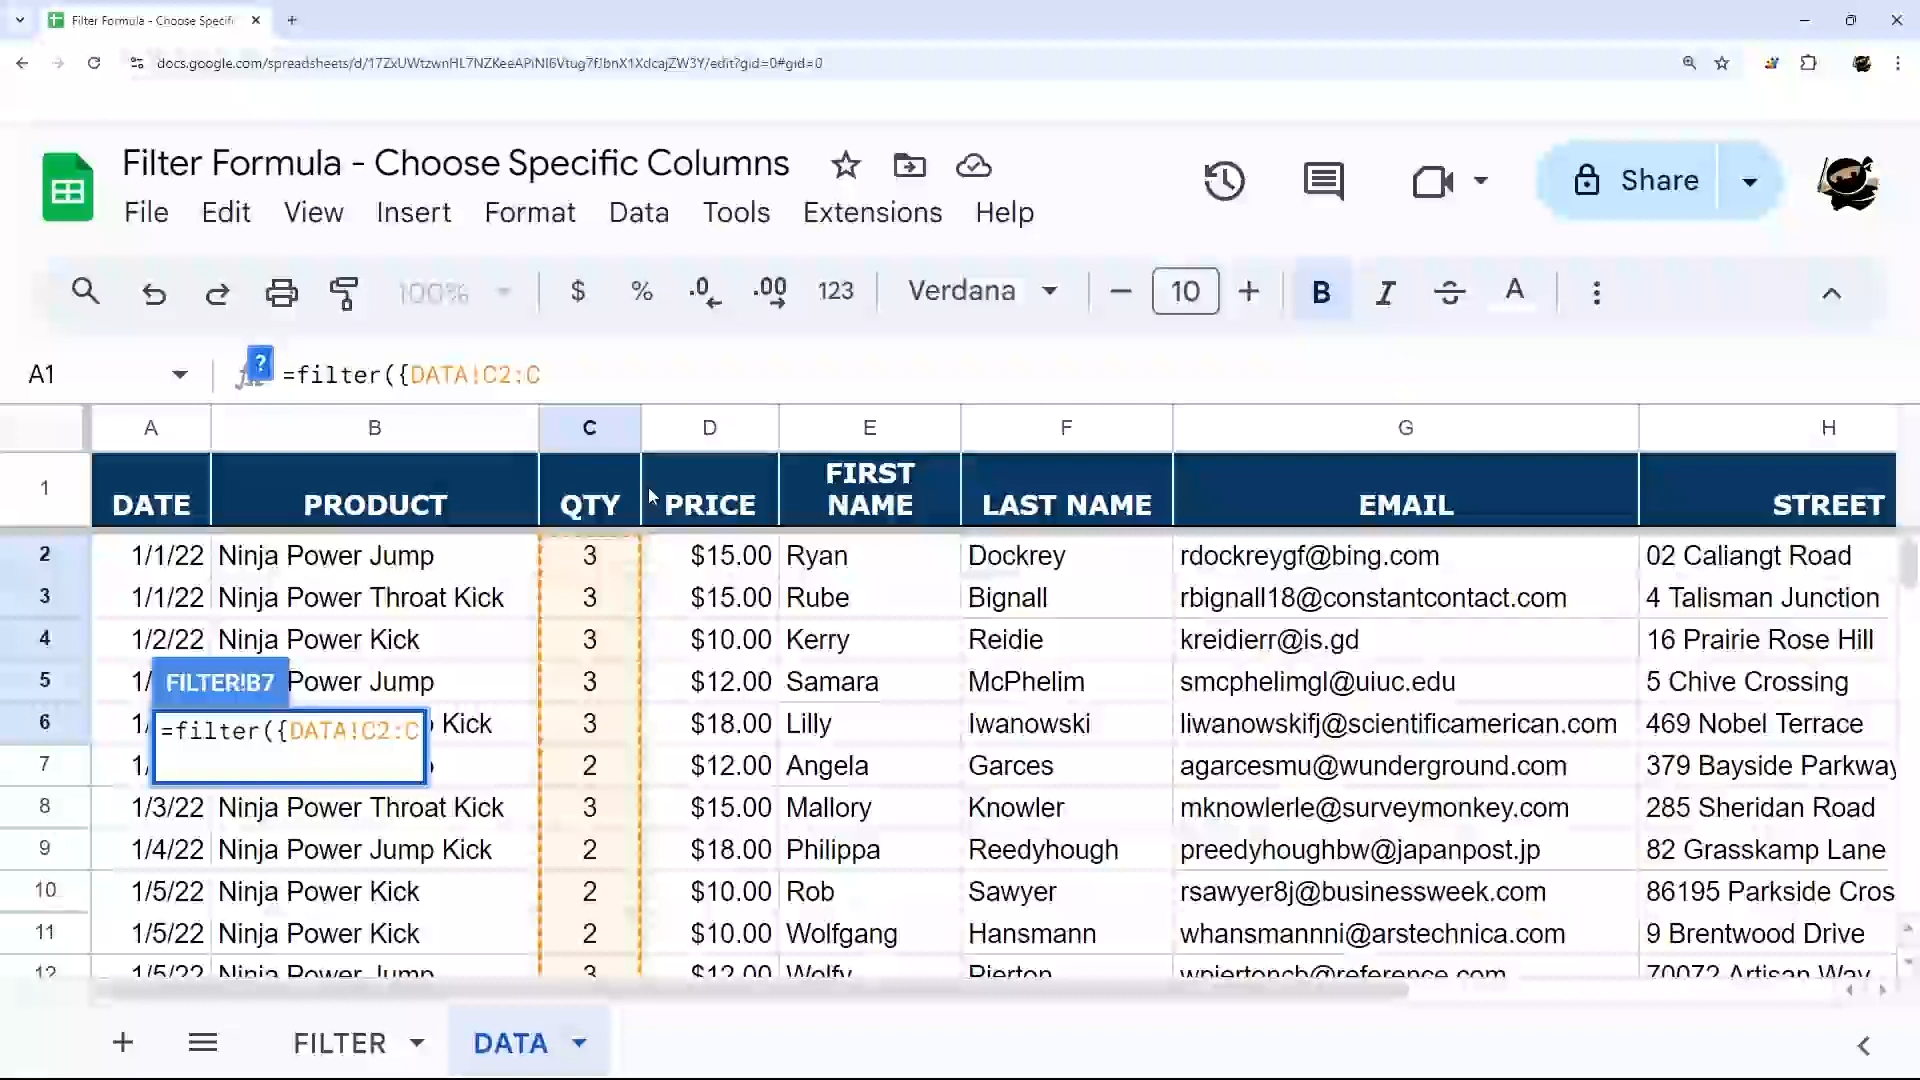 Filter Formula - Choose Specifi
docs.google.com/spreadsheets/d/17ZxUWtzwnHL7NZKeeAPiNI6Vtug7fJbnX1XdcajZW3Y/edit?gid=0#gid=0
Filter Formula - Choose Specific Columns
File Edit View Insert Format Data Tools Extensions Help
Share
100% $ % .0 .00 123 Verdana 10 B I S A
A1 ? =filter({DATA!C2:C
A B C D E F G H
1 DATE PRODUCT QTY PRICE FIRST NAME LAST NAME EMAIL STREET
2 1/1/22 Ninja Power Jump 3 $15.00 Ryan Dockrey rdockreygf@bing.com 02 Caliangt Road
3 1/1/22 Ninja Power Throat Kick 3 $15.00 Rube Bignall rbignall18@constantcontact.com 4 Talisman Junction
4 1/2/22 Ninja Power Kick 3 $10.00 Kerry Reidie kreidierr@is.gd 16 Prairie Rose Hill
5 1/ FILTER!B7 Power Jump 3 $12.00 Samara McPhelim smcphelimgl@uiuc.edu 5 Chive Crossing
6 1/ =filter({DATA!C2:C Kick 3 $18.00 Lilly Iwanowski liwanowskifj@scientificamerican.com 469 Nobel Terrace
7 1/ 2 $12.00 Angela Garces agarcesmu@wunderground.com 379 Bayside Parkway
8 1/3/22 Ninja Power Throat Kick 3 $15.00 Mallory Knowler mknowlerle@surveymonkey.com 285 Sheridan Road
9 1/4/22 Ninja Power Jump Kick 2 $18.00 Philippa Reedyhough preedyhoughbw@japanpost.jp 82 Grasskamp Lane
10 1/5/22 Ninja Power Kick 2 $10.00 Rob Sawyer rsawyer8j@businessweek.com 86195 Parkside Cros
11 1/5/22 Ninja Power Kick 2 $10.00 Wolfgang Hansmann whansmannni@arstechnica.com 9 Brentwood Drive
12 1/5/22 Ninja Power Jump 3 $12.00 Wolfy Pierton wpiertoncb@reference.com 70072 Artisan Way
FILTER DATA